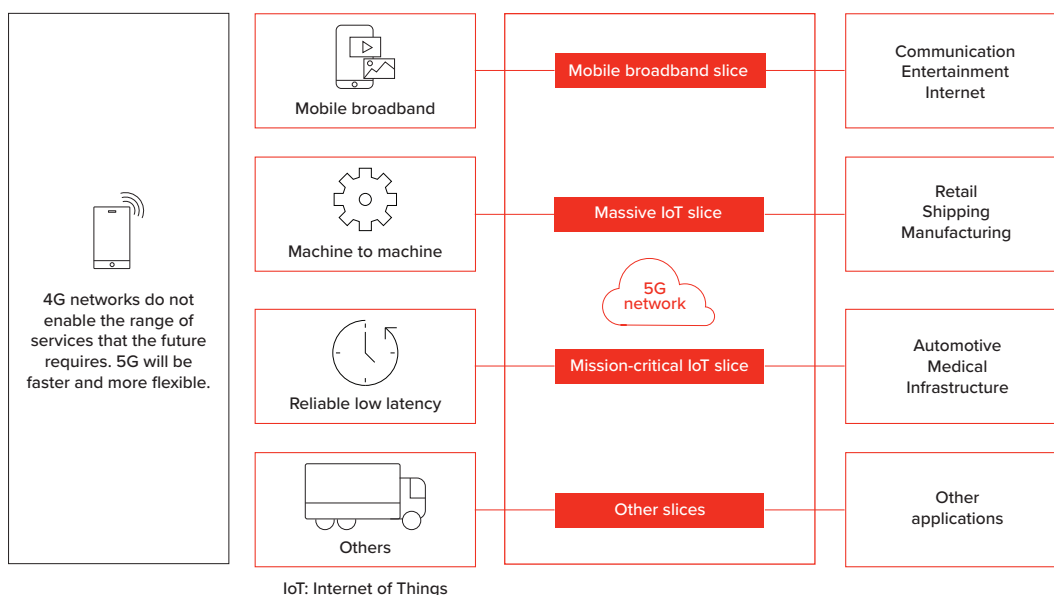 4G networks do not
enable the range of
services that the future
requires. 5G will be
faster and more flexible.
Mobile broadband
Mobile broadband slice
Communication
Entertainment
Internet
Machine to machine
Massive IoT slice
Retail
Shipping
Manufacturing
5G
network
Reliable low latency
Mission-critical IoT slice
Automotive
Medical
Infrastructure
Others
Other slices
Other
applications
IoT: Internet of Things